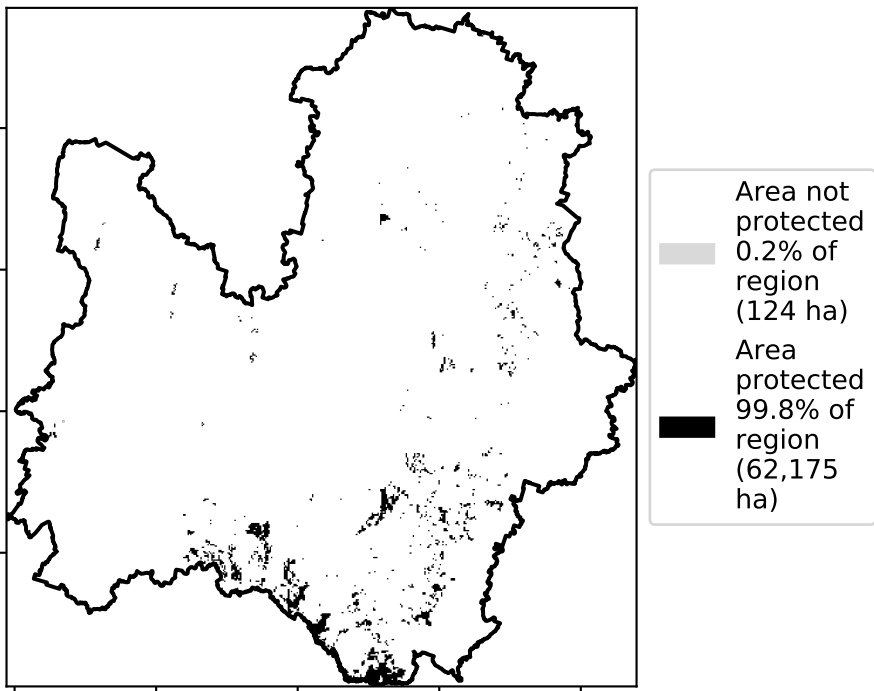 Area not
protected
0.2% of
region
(124 ha)
Area
protected
99.8% of
region
(62,175
ha)